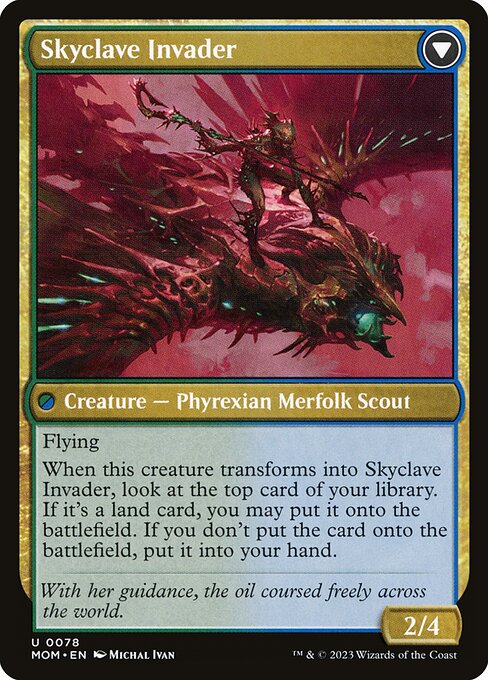 Skyclave Invader
Creature — Phyrexian Merfolk Scout
Flying
When this creature transforms into Skyclave
Invader, look at the top card of your library.
If it's a land card, you may put it onto the
battlefield. If you don't put the card onto the
battlefield, put it into your hand.
With her guidance, the oil coursed freely across
the world.
2/4
U 0078
MOM • EN Michal Ivan
™ & © 2023 Wizards of the Coast